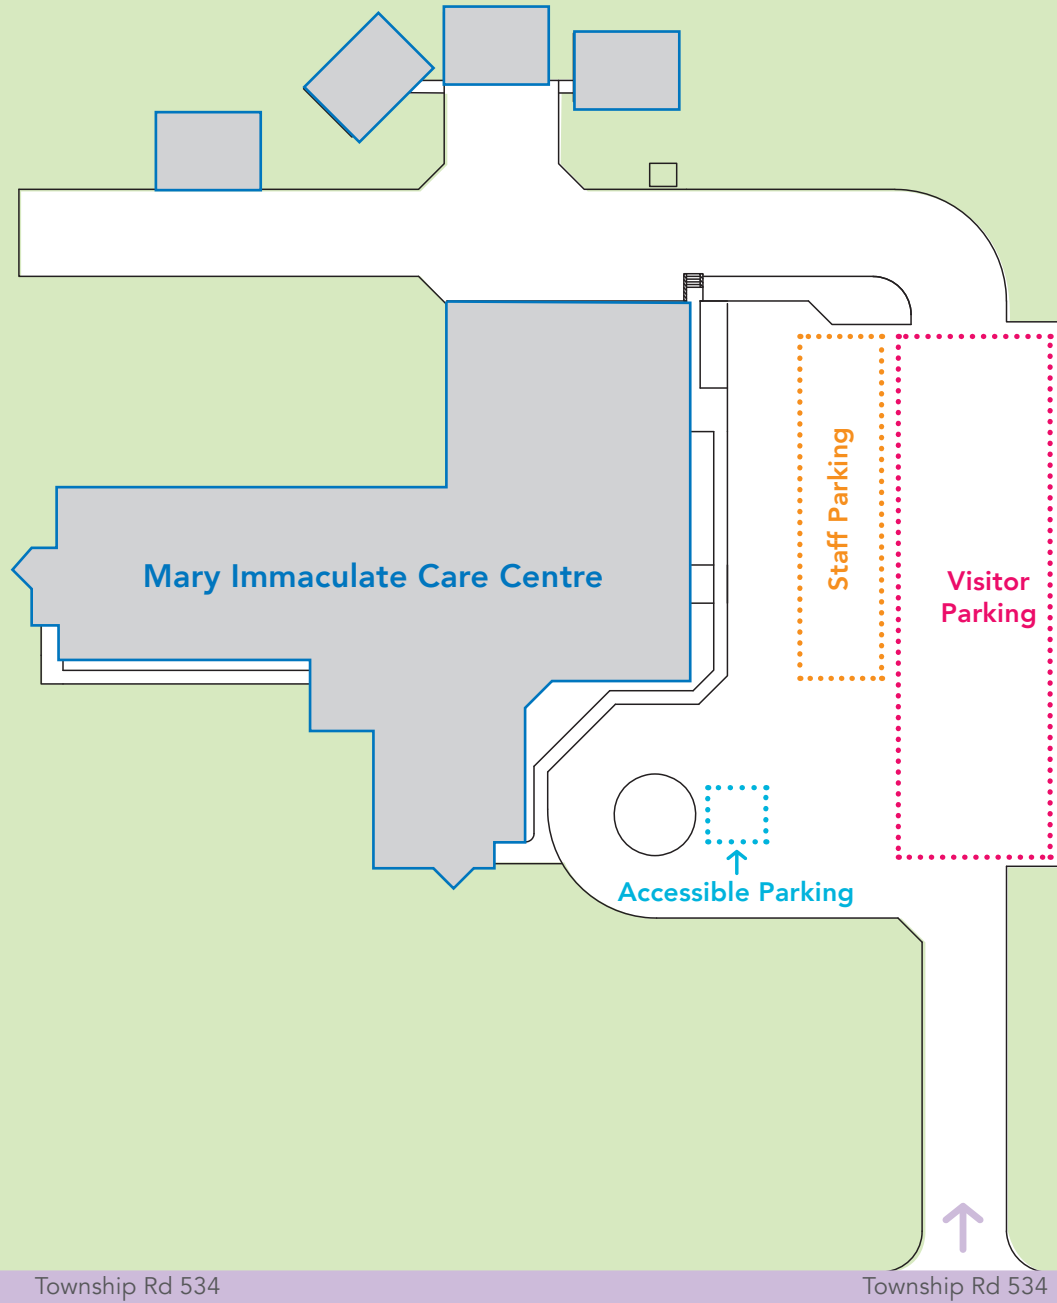 Staff Parking
Mary Immaculate Care Centre
Visitor
Parking
Accessible Parking
Township Rd 534
Township Rd 534